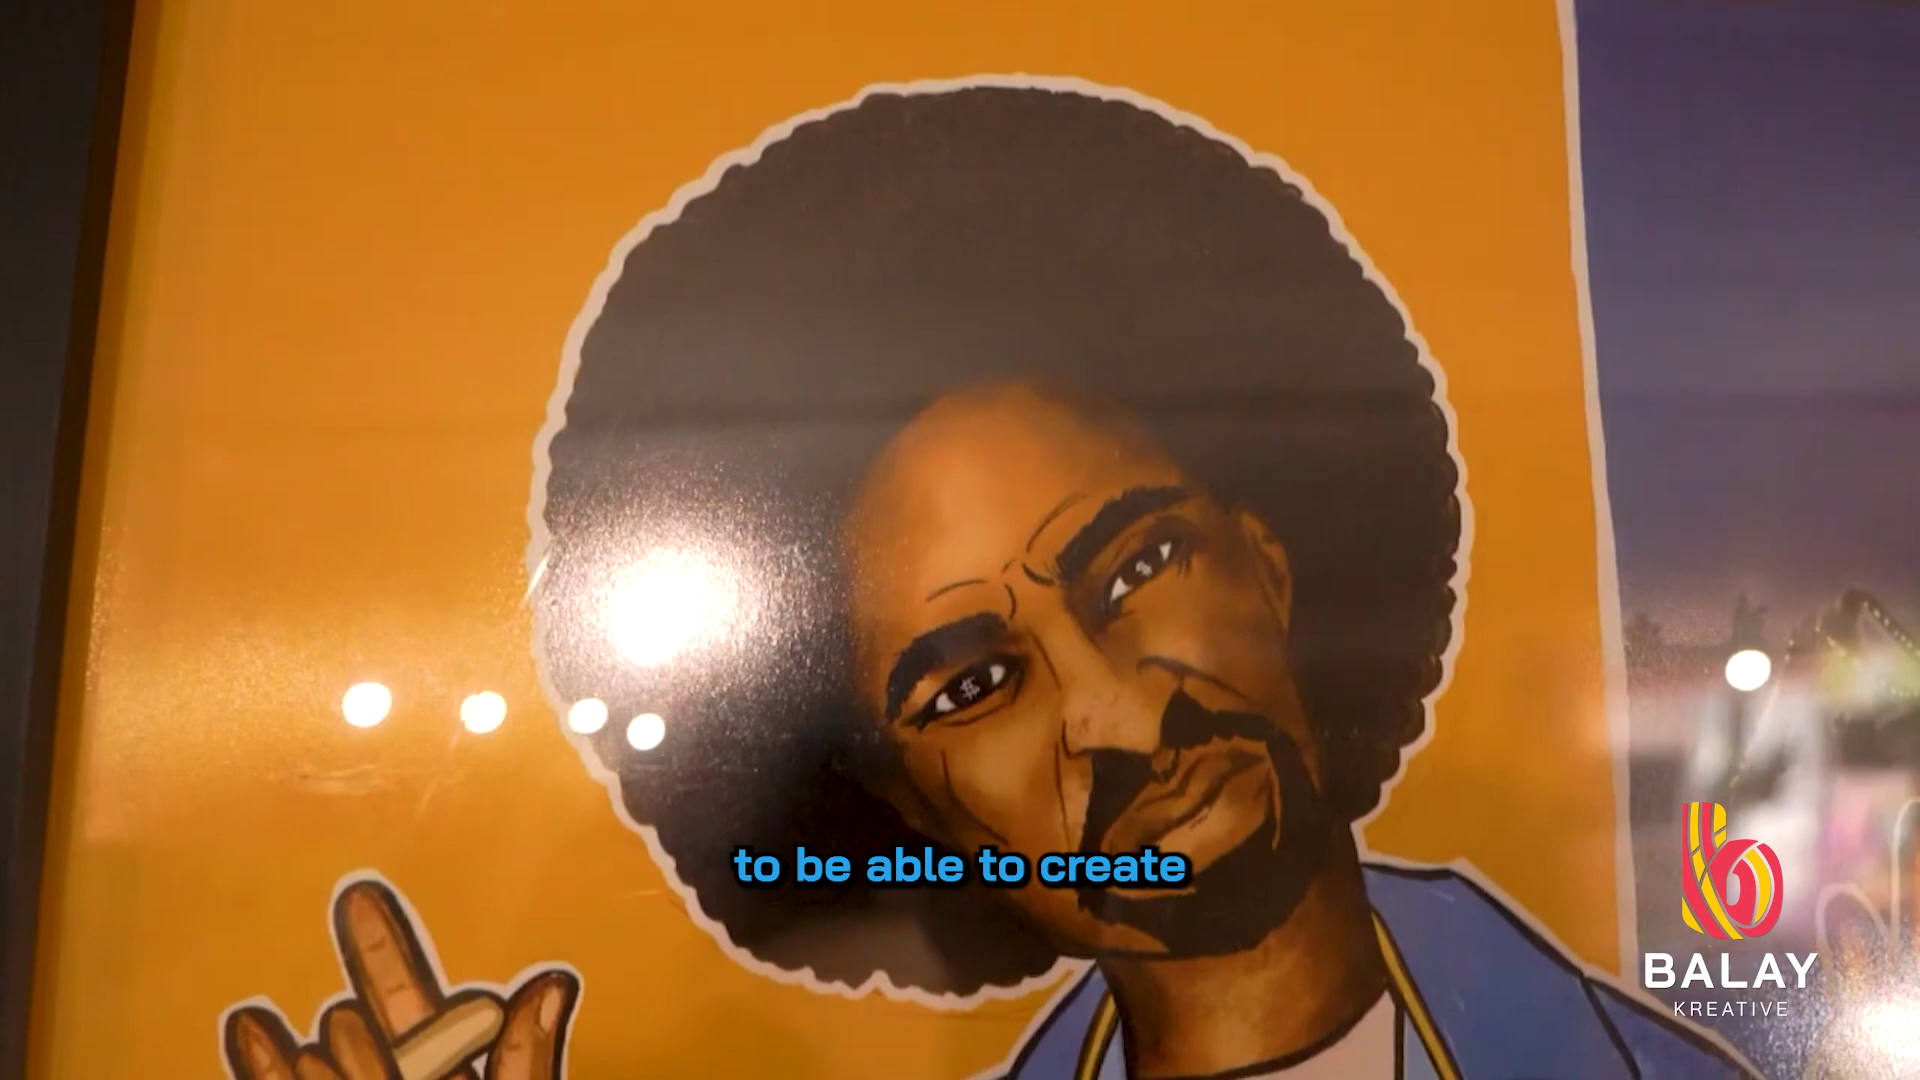 $
$
to be able to create
BALAY
KREATIVE